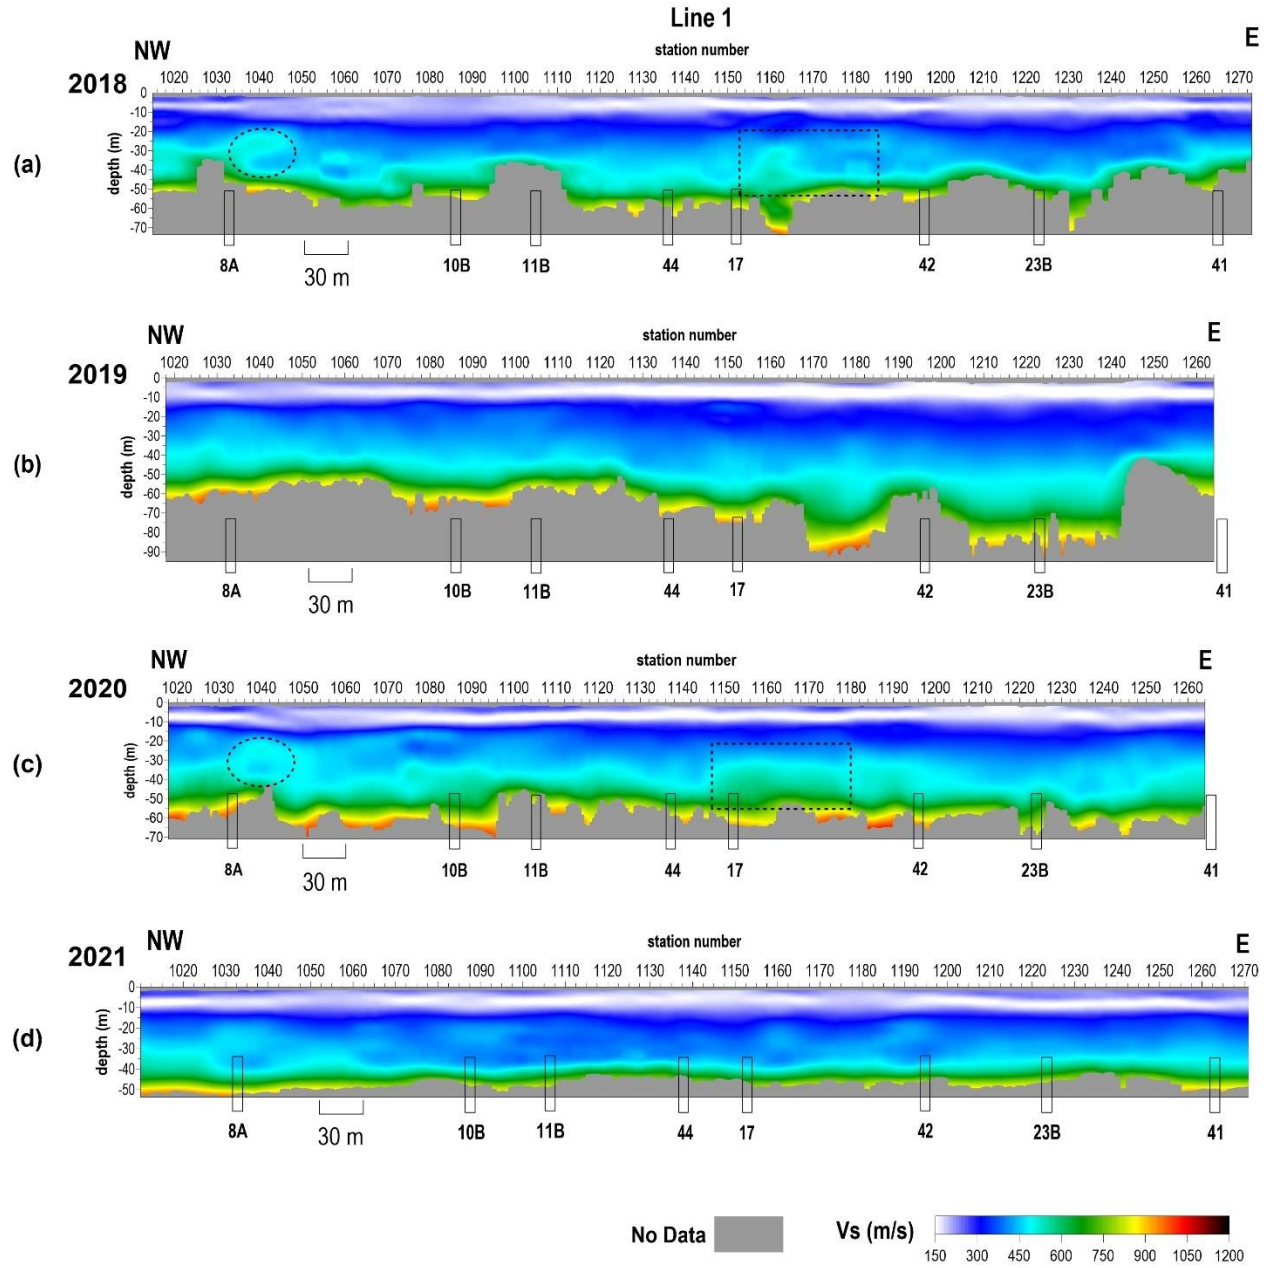 Line 1
NW station number E
2018 1020 1030 1040 1050 1060 1070 1080 1090 1100 1110 1120 1130 1140 1150 1160 1170 1180 1190 1200 1210 1220 1230 1240 1250 1260 1270
(a) depth (m) 0 -10 -20 -30 -40 -50 -60 -70
8A 10B 11B 44 17 42 23B 41
30 m
NW station number E
2019 1020 1030 1040 1050 1060 1070 1080 1090 1100 1110 1120 1130 1140 1150 1160 1170 1180 1190 1200 1210 1220 1230 1240 1250 1260
(b) depth (m) 0 -10 -20 -30 -40 -50 -60 -70 -80 -90
8A 10B 11B 44 17 42 23B 41
30 m
NW station number E
2020 1020 1030 1040 1050 1060 1070 1080 1090 1100 1110 1120 1130 1140 1150 1160 1170 1180 1190 1200 1210 1220 1230 1240 1250 1260
(c) depth (m) 0 -10 -20 -30 -40 -50 -60 -70
8A 10B 11B 44 17 42 23B 41
30 m
NW station number E
2021 1020 1030 1040 1050 1060 1070 1080 1090 1100 1110 1120 1130 1140 1150 1160 1170 1180 1190 1200 1210 1220 1230 1240 1250 1260 1270
(d) depth (m) 0 -10 -20 -30 -40 -50
8A 10B 11B 44 17 42 23B 41
30 m
No Data Vs (m/s)
150 300 450 600 750 900 1050 1200